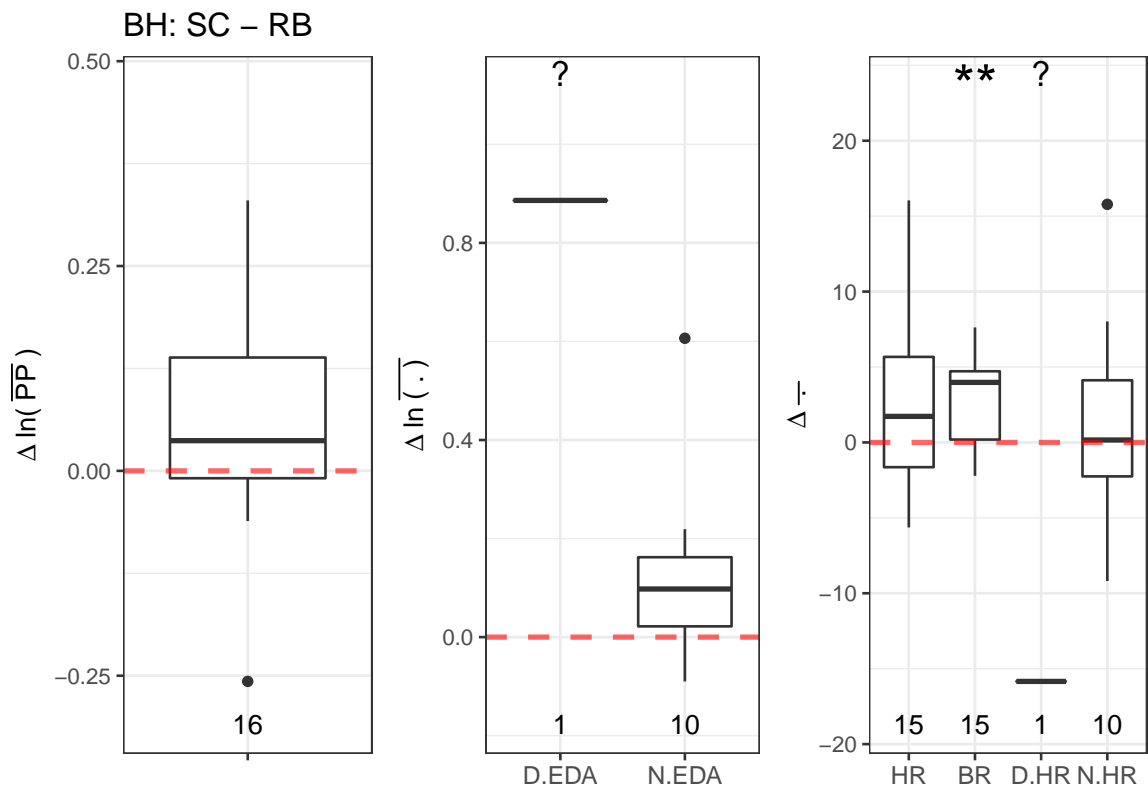 BH: SC − RB
Δ ln( PP )
0.50
0.25
0.00
−0.25
16
Δ ln ( . )
0.8
0.4
0.0
?
1
10
D.EDA
N.EDA
Δ .
20
10
0
−10
−20
**
?
15
15
1
10
HR
BR
D.HR
N.HR